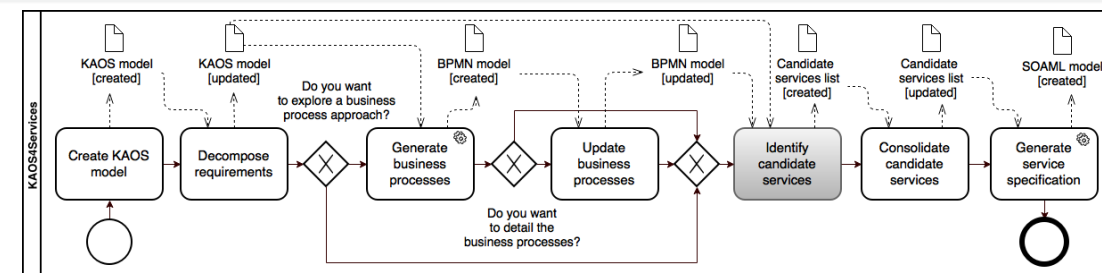 KAOS4Services
KAOS model
[created]
KAOS model
[updated]
BPMN model
[created]
BPMN model
[updated]
Candidate
services list
[created]
Candidate
services list
[updated]
SOAML model
[created]
Do you want
to explore a business
process approach?
Create KAOS
model
Decompose
requirements
X
Generate
business
processes
X
Update
business
processes
X
Identify
candidate
services
Consolidate
candidate
services
Generate
service
specification
Do you want
to detail the
business processes?